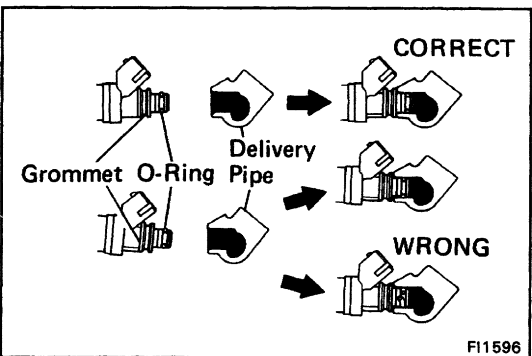 CORRECT
Delivery
Grommet O-Ring Pipe
WRONG
FI1596